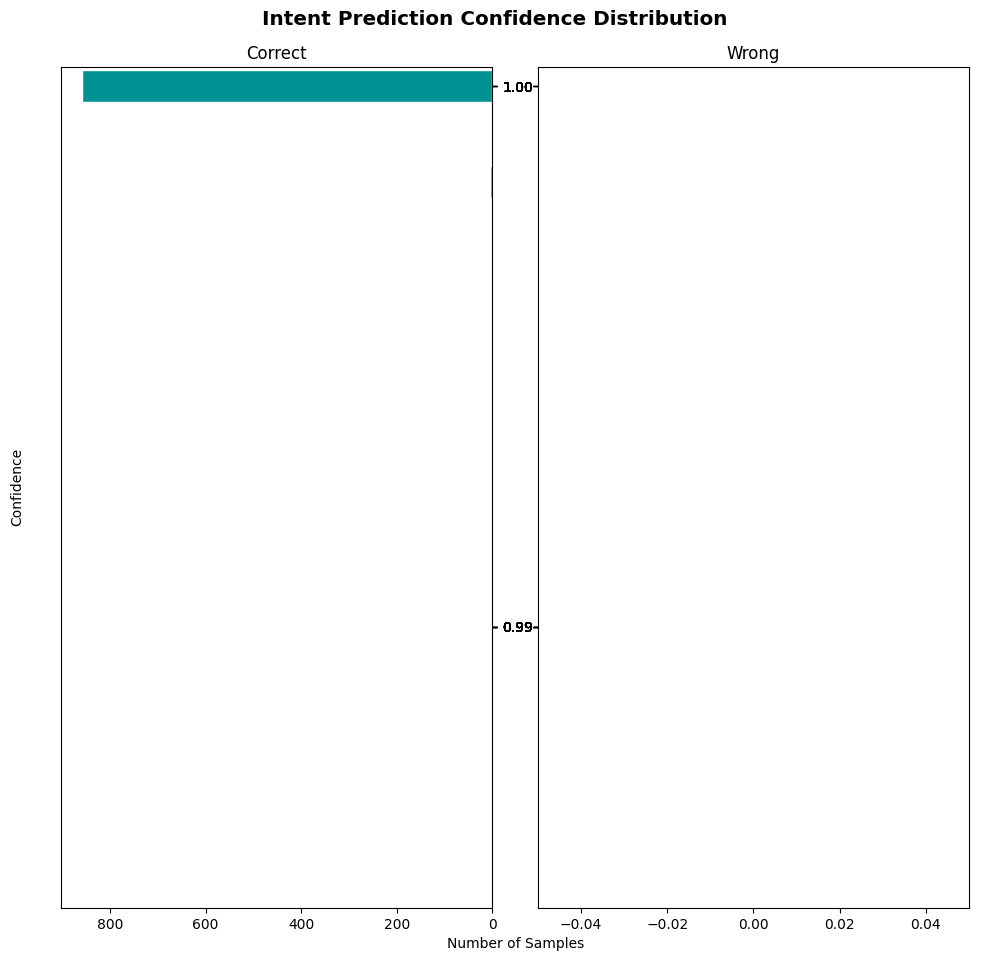 Intent Prediction Confidence Distribution
Correct
Wrong
1.00
0.99
Confidence
800 600 400 200 0
−0.04 −0.02 0.00 0.02 0.04
Number of Samples